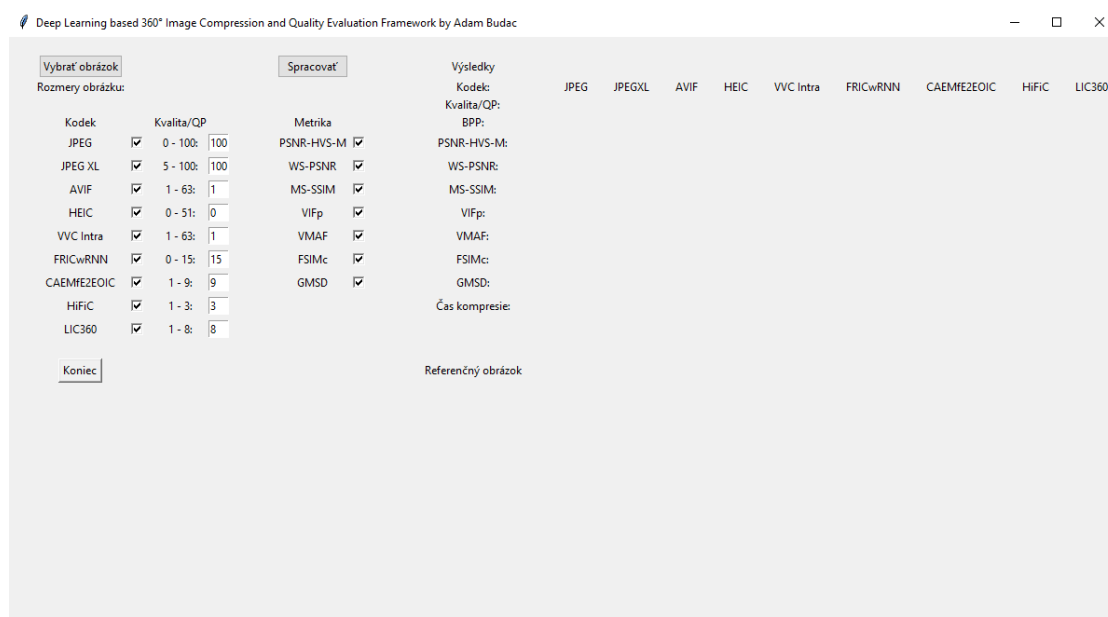 Deep Learning based 360° Image Compression and Quality Evaluation Framework by Adam Budac
Vybrať obrázok Spracovať Výsledky
Rozmery obrázku: Kodek: JPEG JPEGXL AVIF HEIC VVC Intra FRICwRNN CAEMfE2EOIC HiFiC LIC360
Kvalita/QP:
Kodek Kvalita/QP Metrika BPP:
JPEG 0 - 100: 100 PSNR-HVS-M PSNR-HVS-M:
JPEG XL 5 - 100: 100 WS-PSNR WS-PSNR:
AVIF 1 - 63: 1 MS-SSIM MS-SSIM:
HEIC 0 - 51: 0 VIFp VIFp:
VVC Intra 1 - 63: 1 VMAF VMAF:
FRICwRNN 0 - 15: 15 FSIMc FSIMc:
CAEMfE2EOIC 1 - 9: 9 GMSD GMSD:
HiFiC 1 - 3: 3 Čas kompresie:
LIC360 1 - 8: 8
Koniec Referenčný obrázok